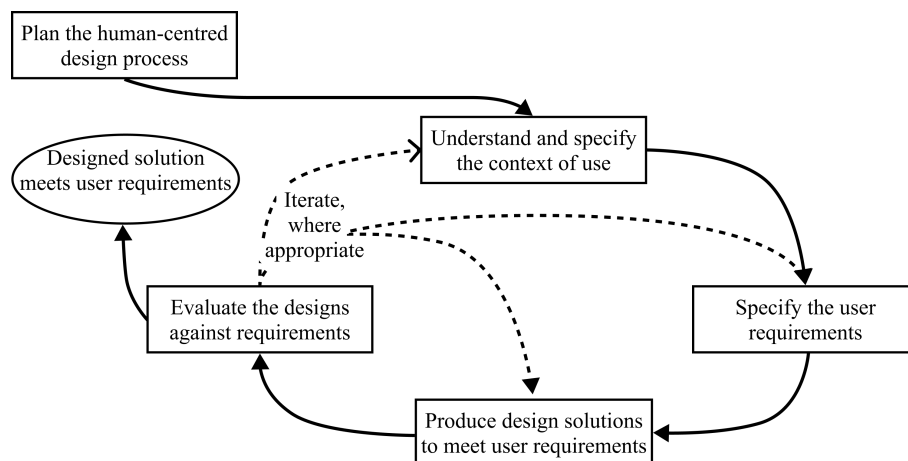 Plan the human-centred
design process
Understand and specify
the context of use
Designed solution
meets user requirements
Iterate,
where
appropriate
Evaluate the designs
against requirements
Specify the user
requirements
Produce design solutions
to meet user requirements